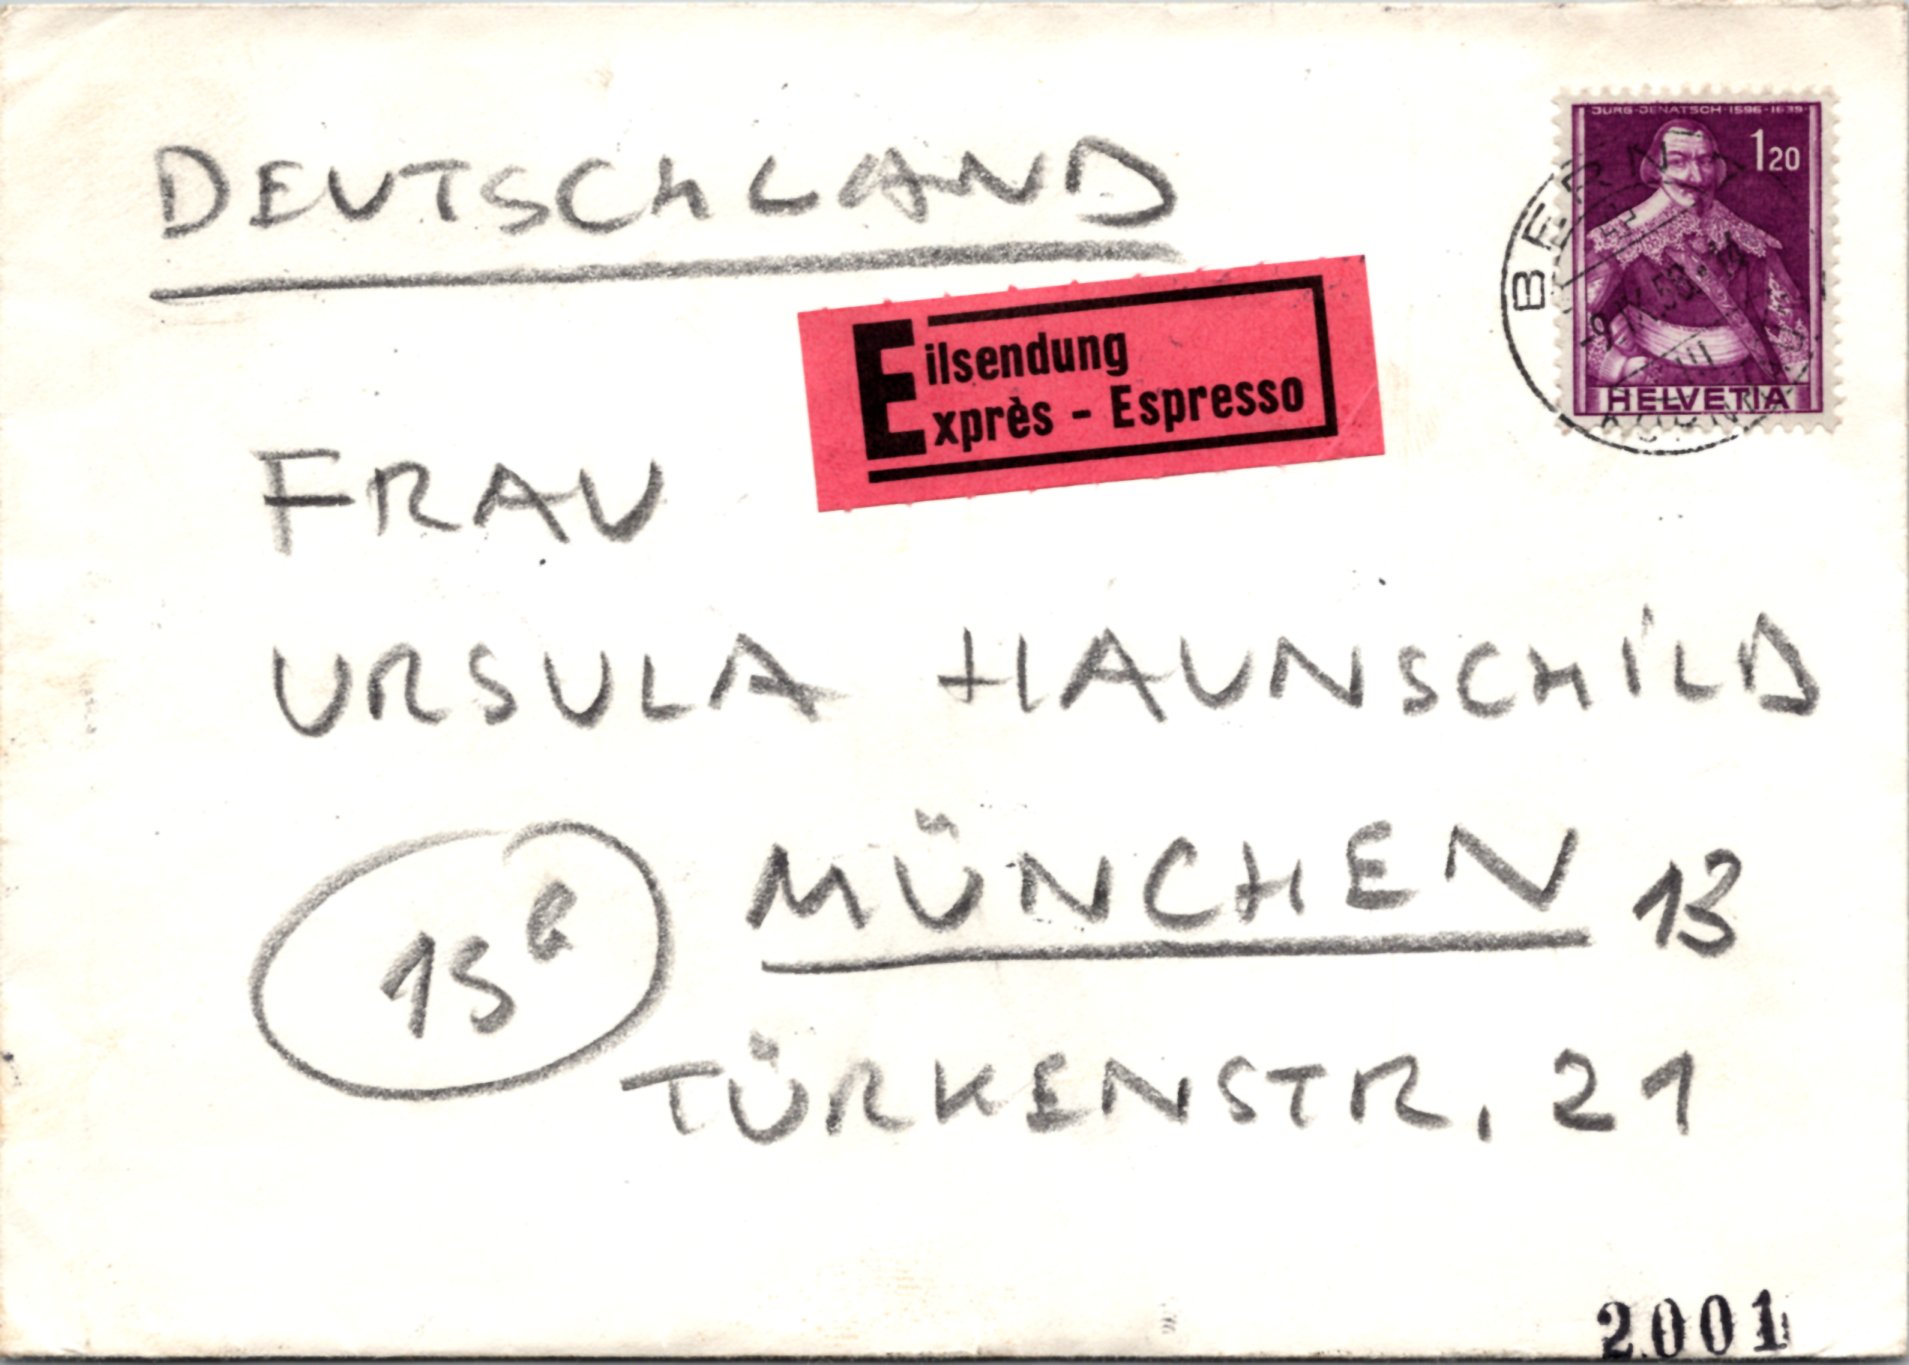 DEUTSCHLAND
JÜRG·JENATSCH·1596·1639
1 20
BERN
HELVETIA
Eilsendung
Exprès - Espresso
FRAU
URSULA HAUNSCHILD
13b
MÜNCHEN 13
TÜRKENSTR. 21
2001